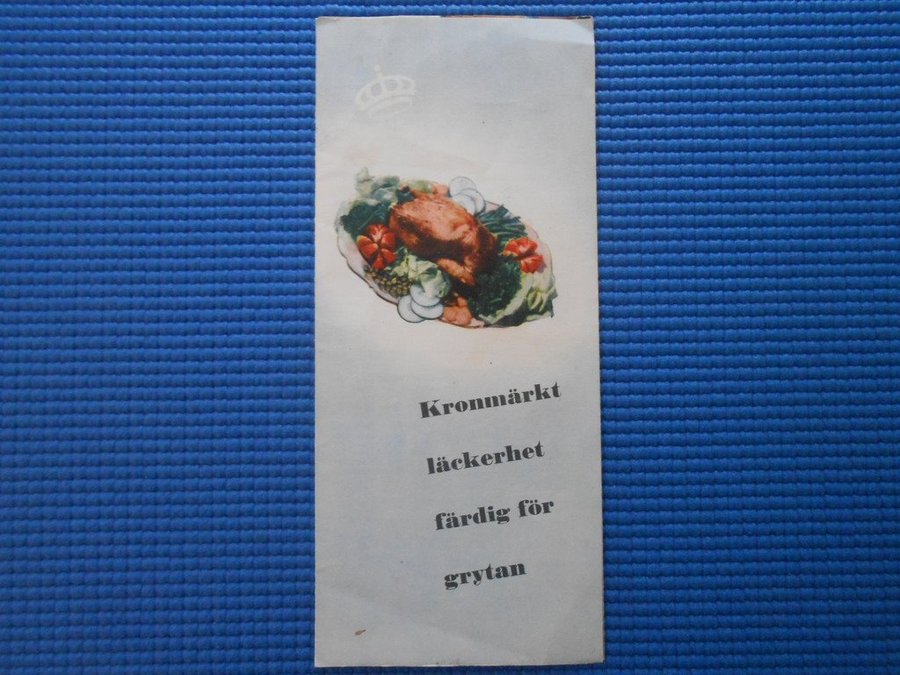 Kronmärkt
läckerhet
färdig för
grytan